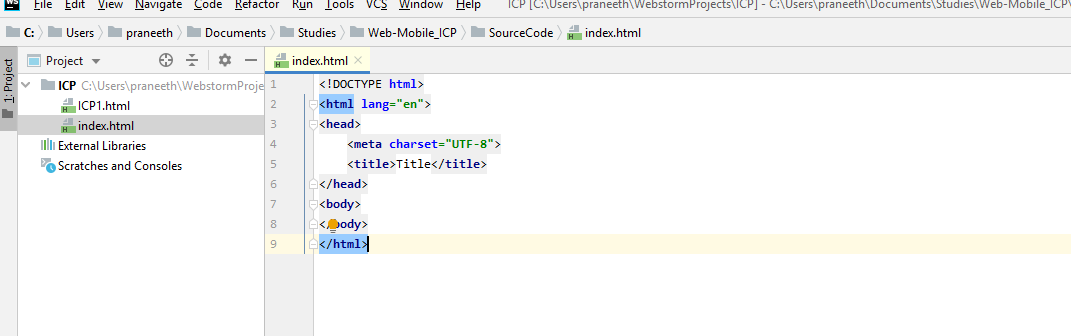 WS File Edit View Navigate Code Refactor Run Tools VCS Window Help ICP [C:\Users\praneeth\WebstormProjects\ICP] - C:\Users\praneeth\Documents\Studies\Web-Mobile_ICP\
C: Users praneeth Documents Studies Web-Mobile_ICP SourceCode index.html
1: Project
Project
ICP C:\Users\praneeth\WebstormProje
ICP1.html
index.html
External Libraries
Scratches and Consoles
index.html
1 <!DOCTYPE html>
2 <html lang="en">
3 <head>
4 <meta charset="UTF-8">
5 <title>Title</title>
6 </head>
7 <body>
8 </body>
9 </html>